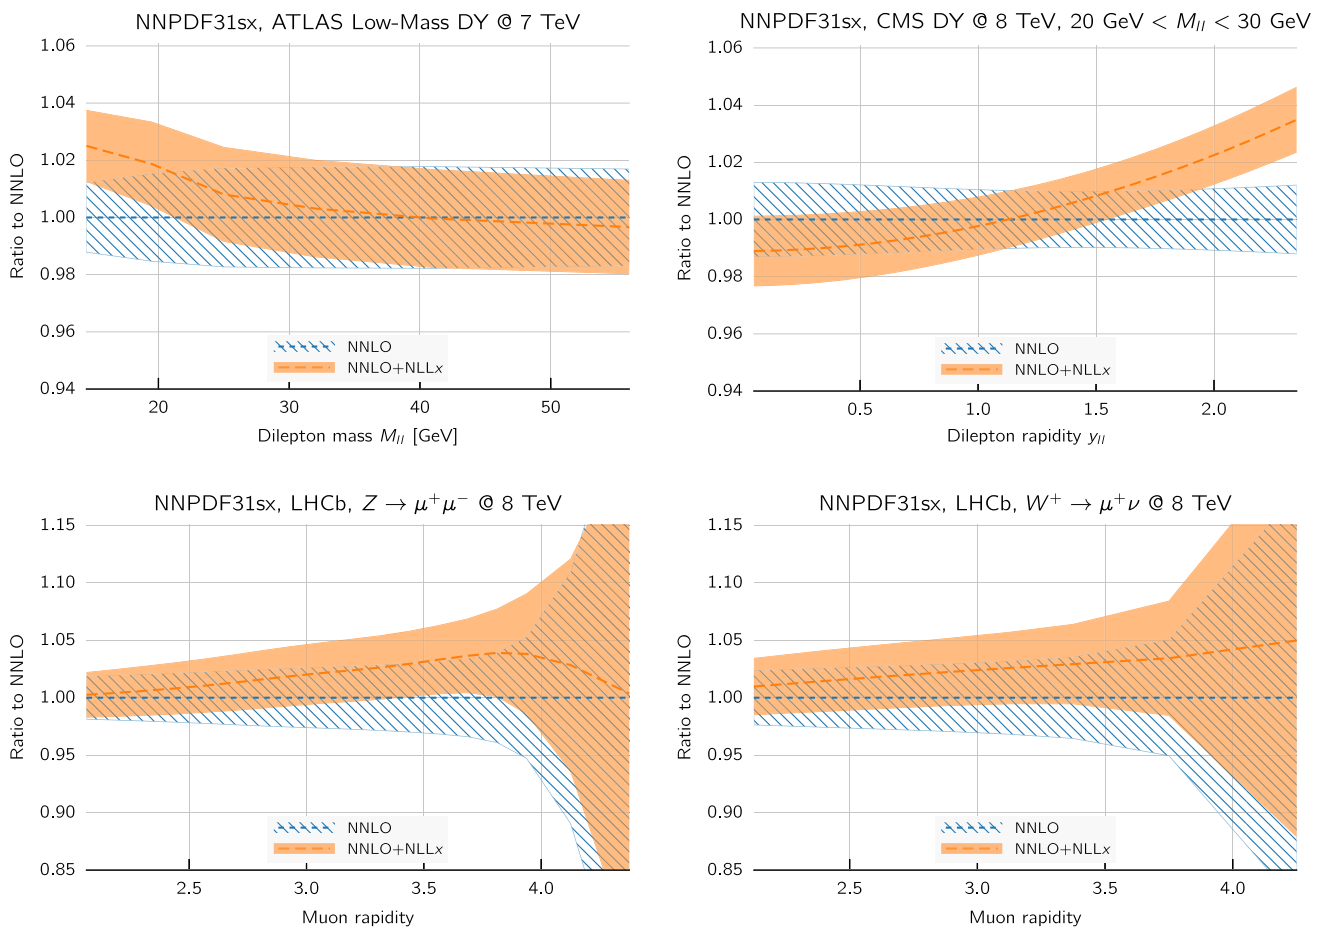 NNPDF31sx, ATLAS Low-Mass DY @ 7 TeV
1.06
1.04
1.02
1.00
0.98
0.96
0.94
Ratio to NNLO
NNLO
NNLO+NLLx
20
30
40
50
Dilepton mass M_ll [GeV]
NNPDF31sx, CMS DY @ 8 TeV, 20 GeV < M_ll < 30 GeV
1.06
1.04
1.02
1.00
0.98
0.96
0.94
Ratio to NNLO
NNLO
NNLO+NLLx
0.5
1.0
1.5
2.0
Dilepton rapidity y_ll
NNPDF31sx, LHCb, Z → μ⁺μ⁻ @ 8 TeV
1.15
1.10
1.05
1.00
0.95
0.90
0.85
Ratio to NNLO
NNLO
NNLO+NLLx
2.5
3.0
3.5
4.0
Muon rapidity
NNPDF31sx, LHCb, W⁺ → μ⁺ν @ 8 TeV
1.15
1.10
1.05
1.00
0.95
0.90
0.85
Ratio to NNLO
NNLO
NNLO+NLLx
2.5
3.0
3.5
4.0
Muon rapidity